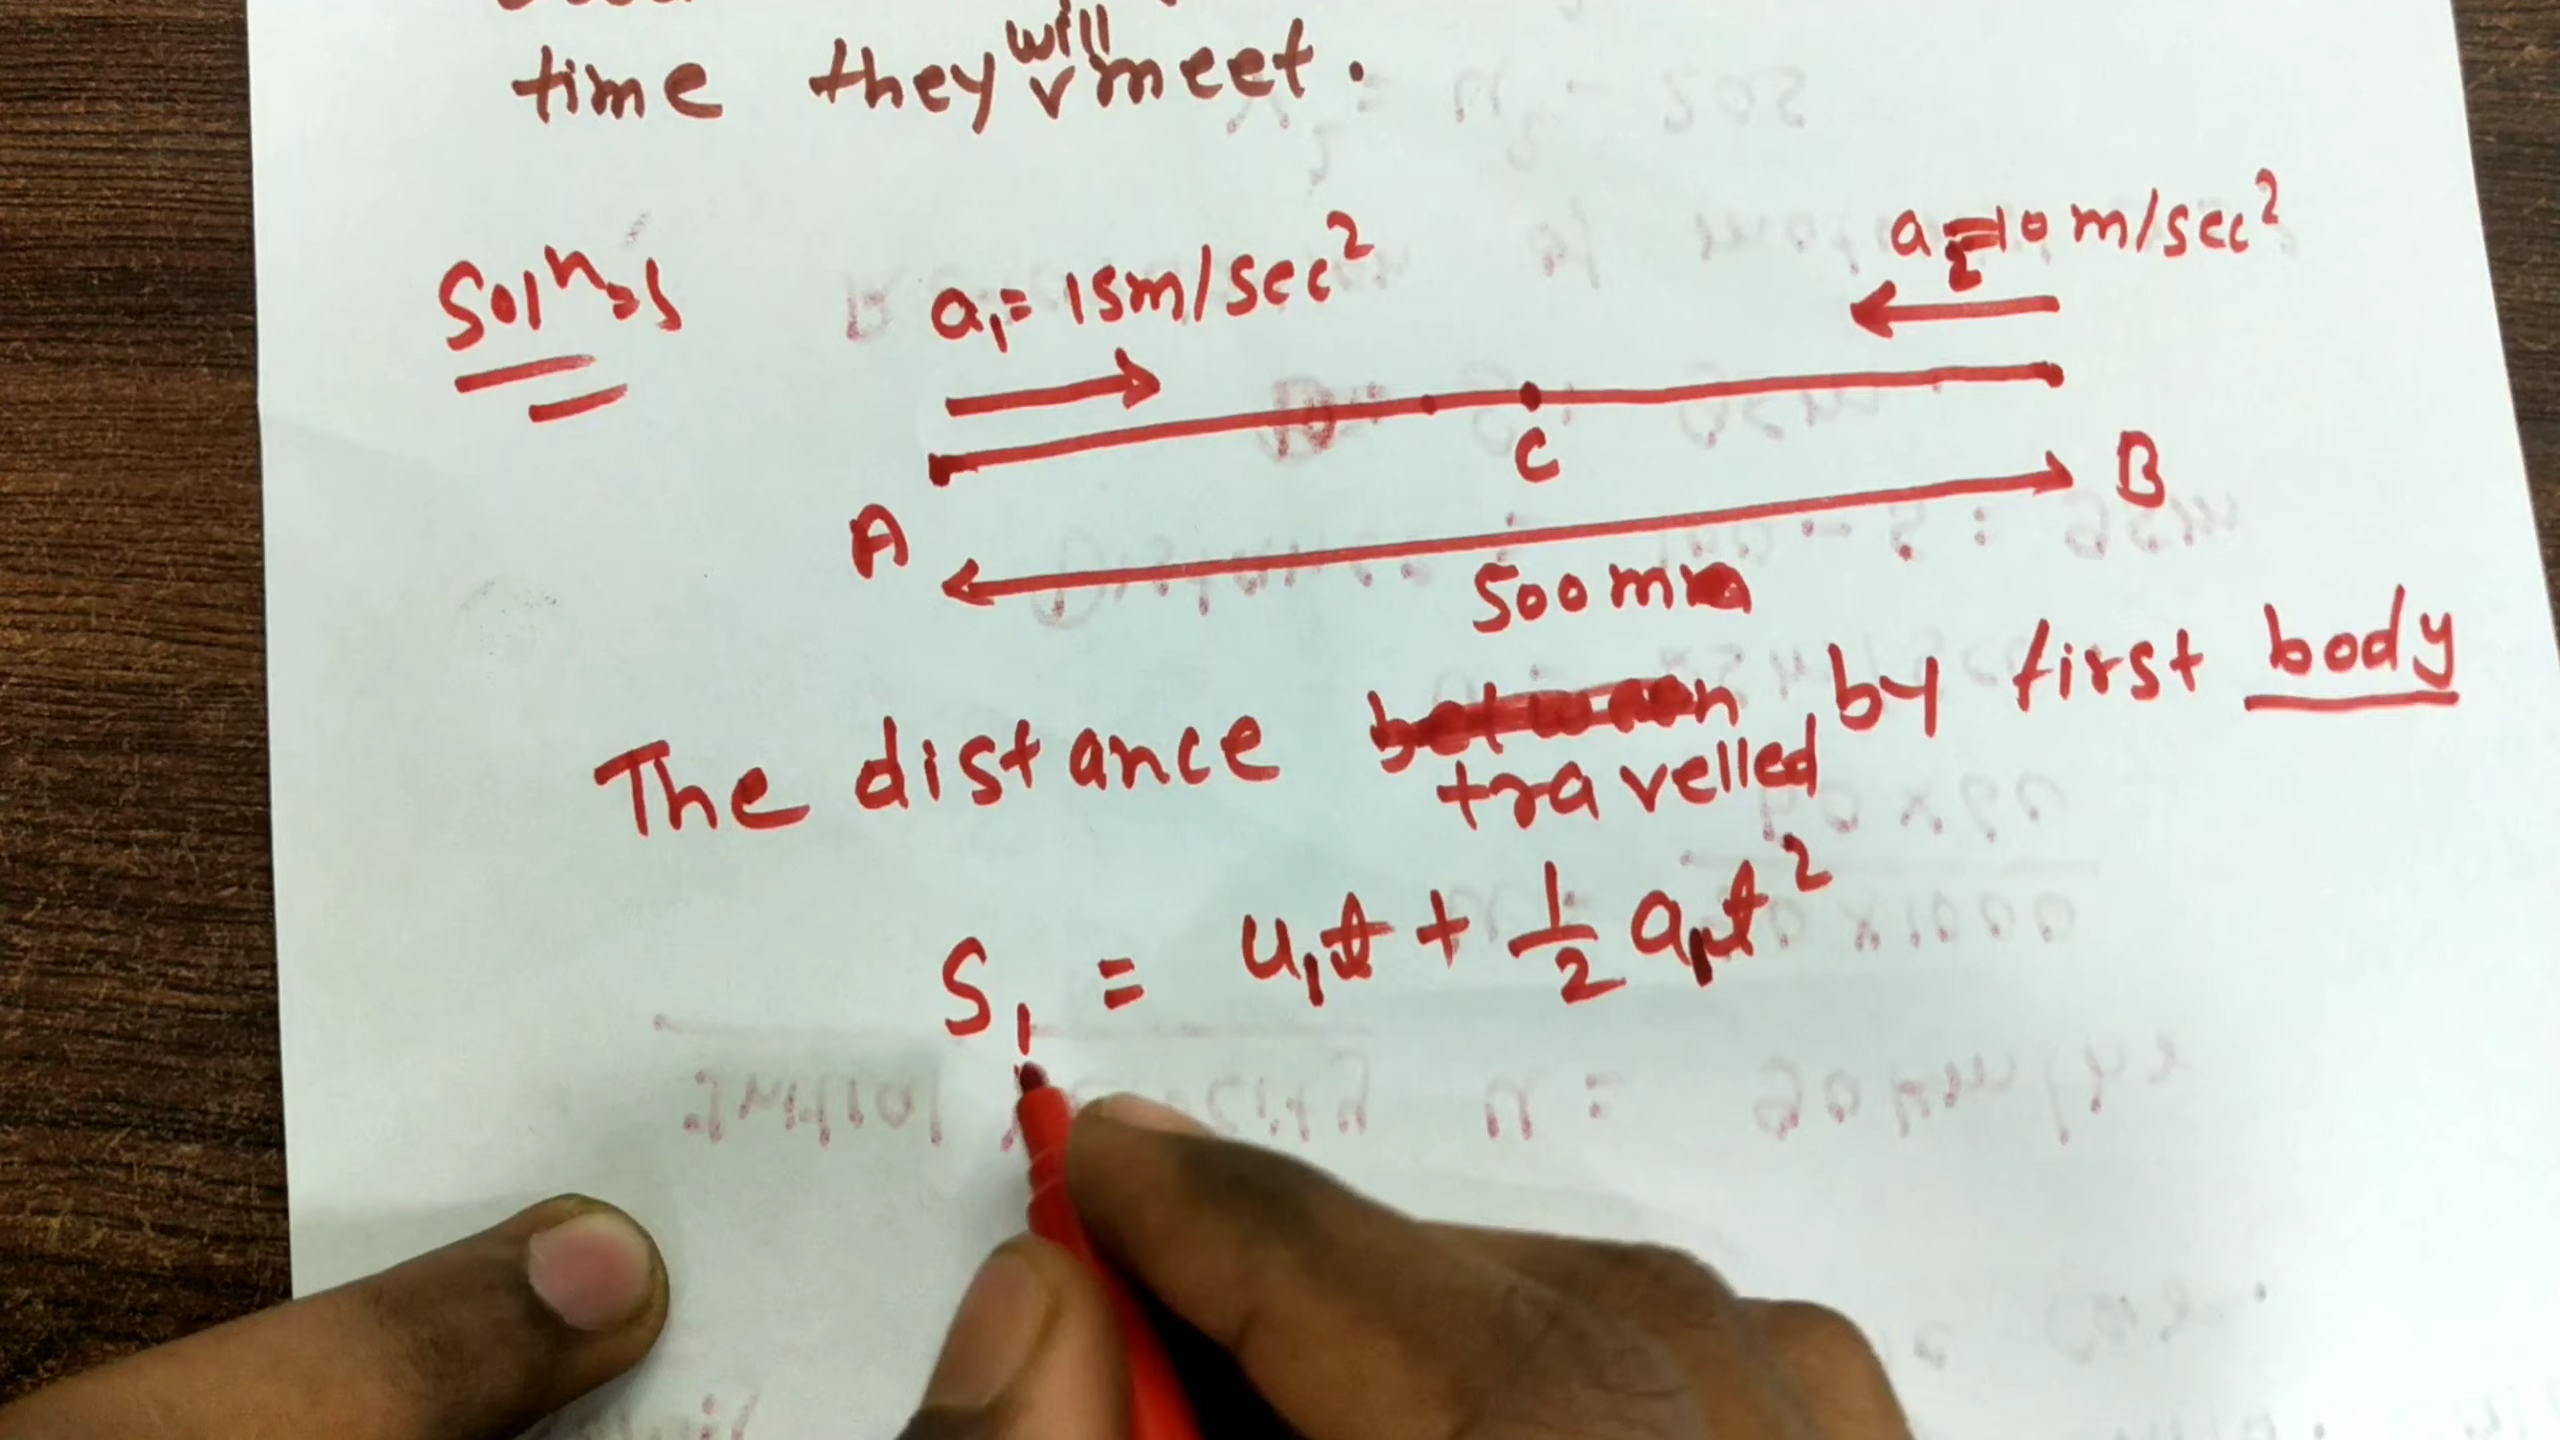 time they will meet.
Soln:s
a₁= 15m/sec²
a₂=10 m/sec²
C
A
B
500m
The distance travelled by first body
S₁ = u₁t + 1/2 a₁t²